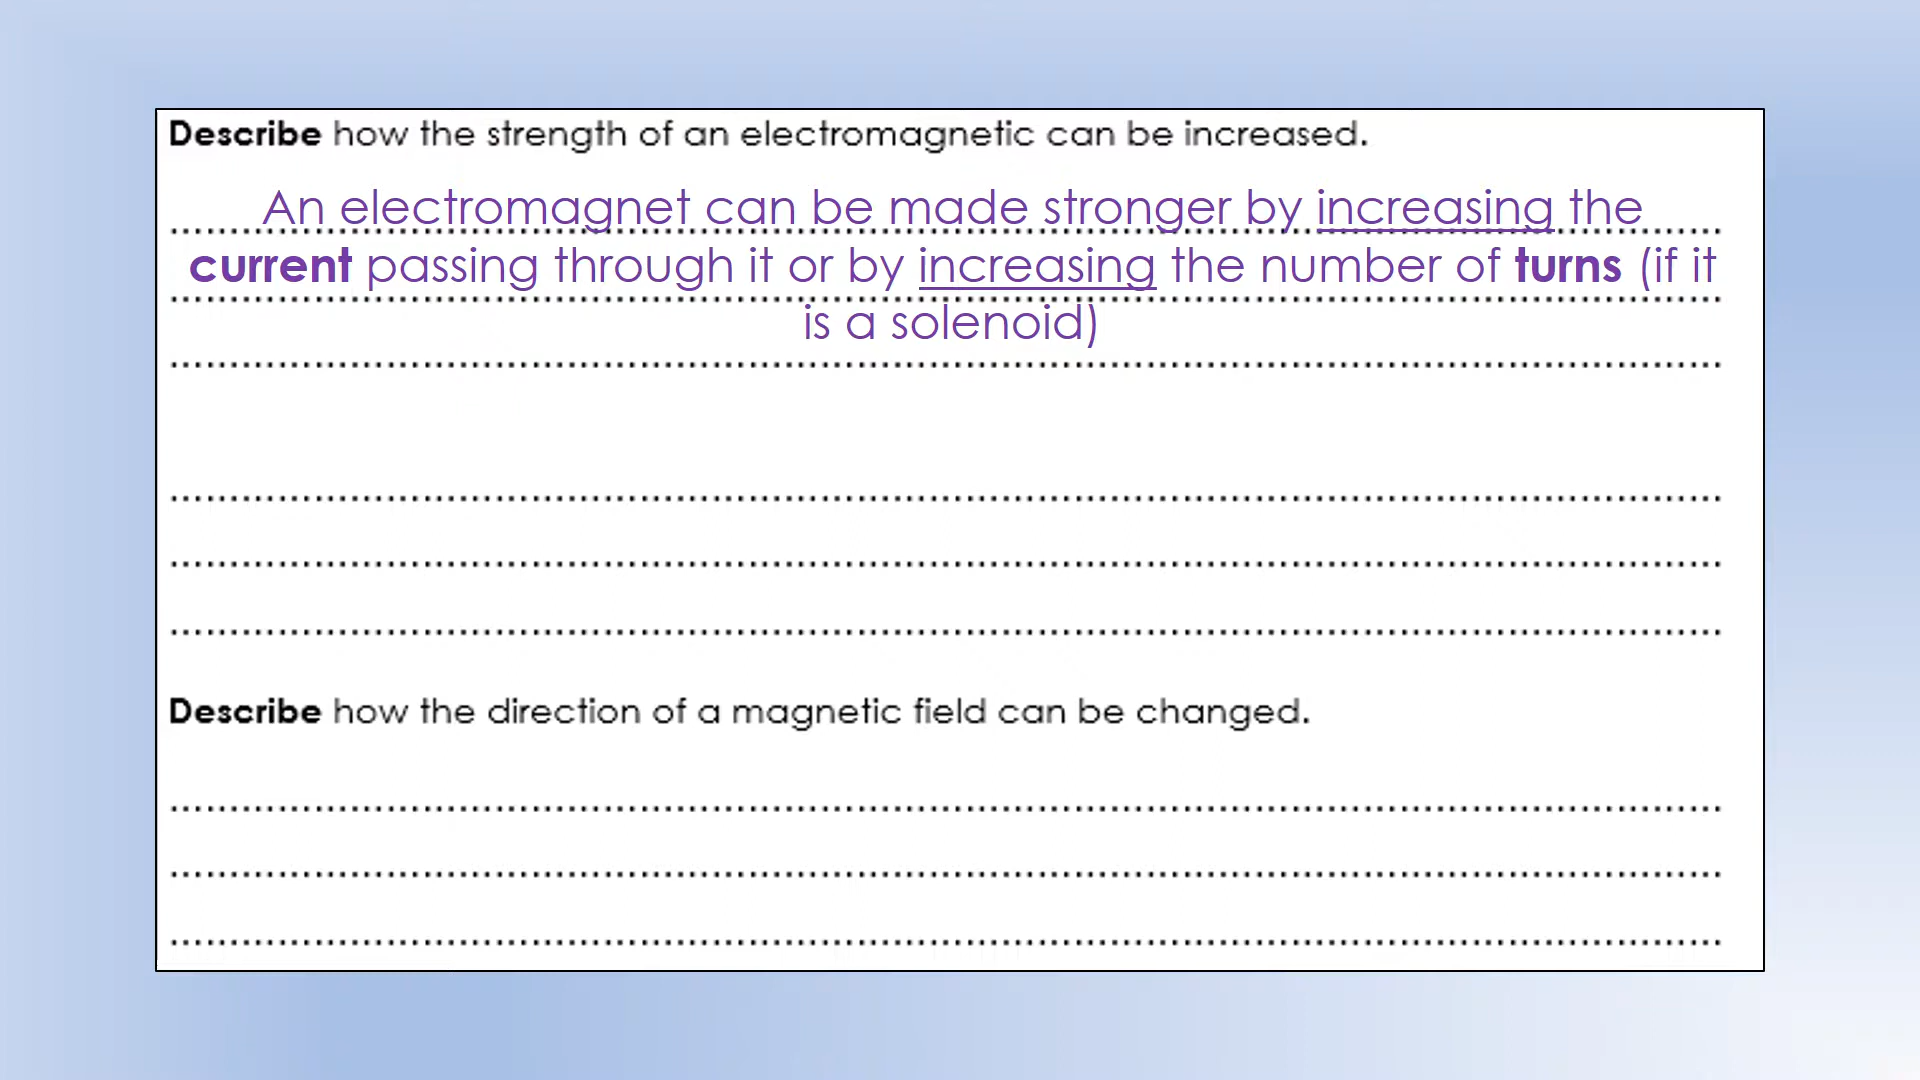 Describe how the strength of an electromagnetic can be increased.
An electromagnet can be made stronger by increasing the
current passing through it or by increasing the number of turns (if it
is a solenoid)
Describe how the direction of a magnetic field can be changed.